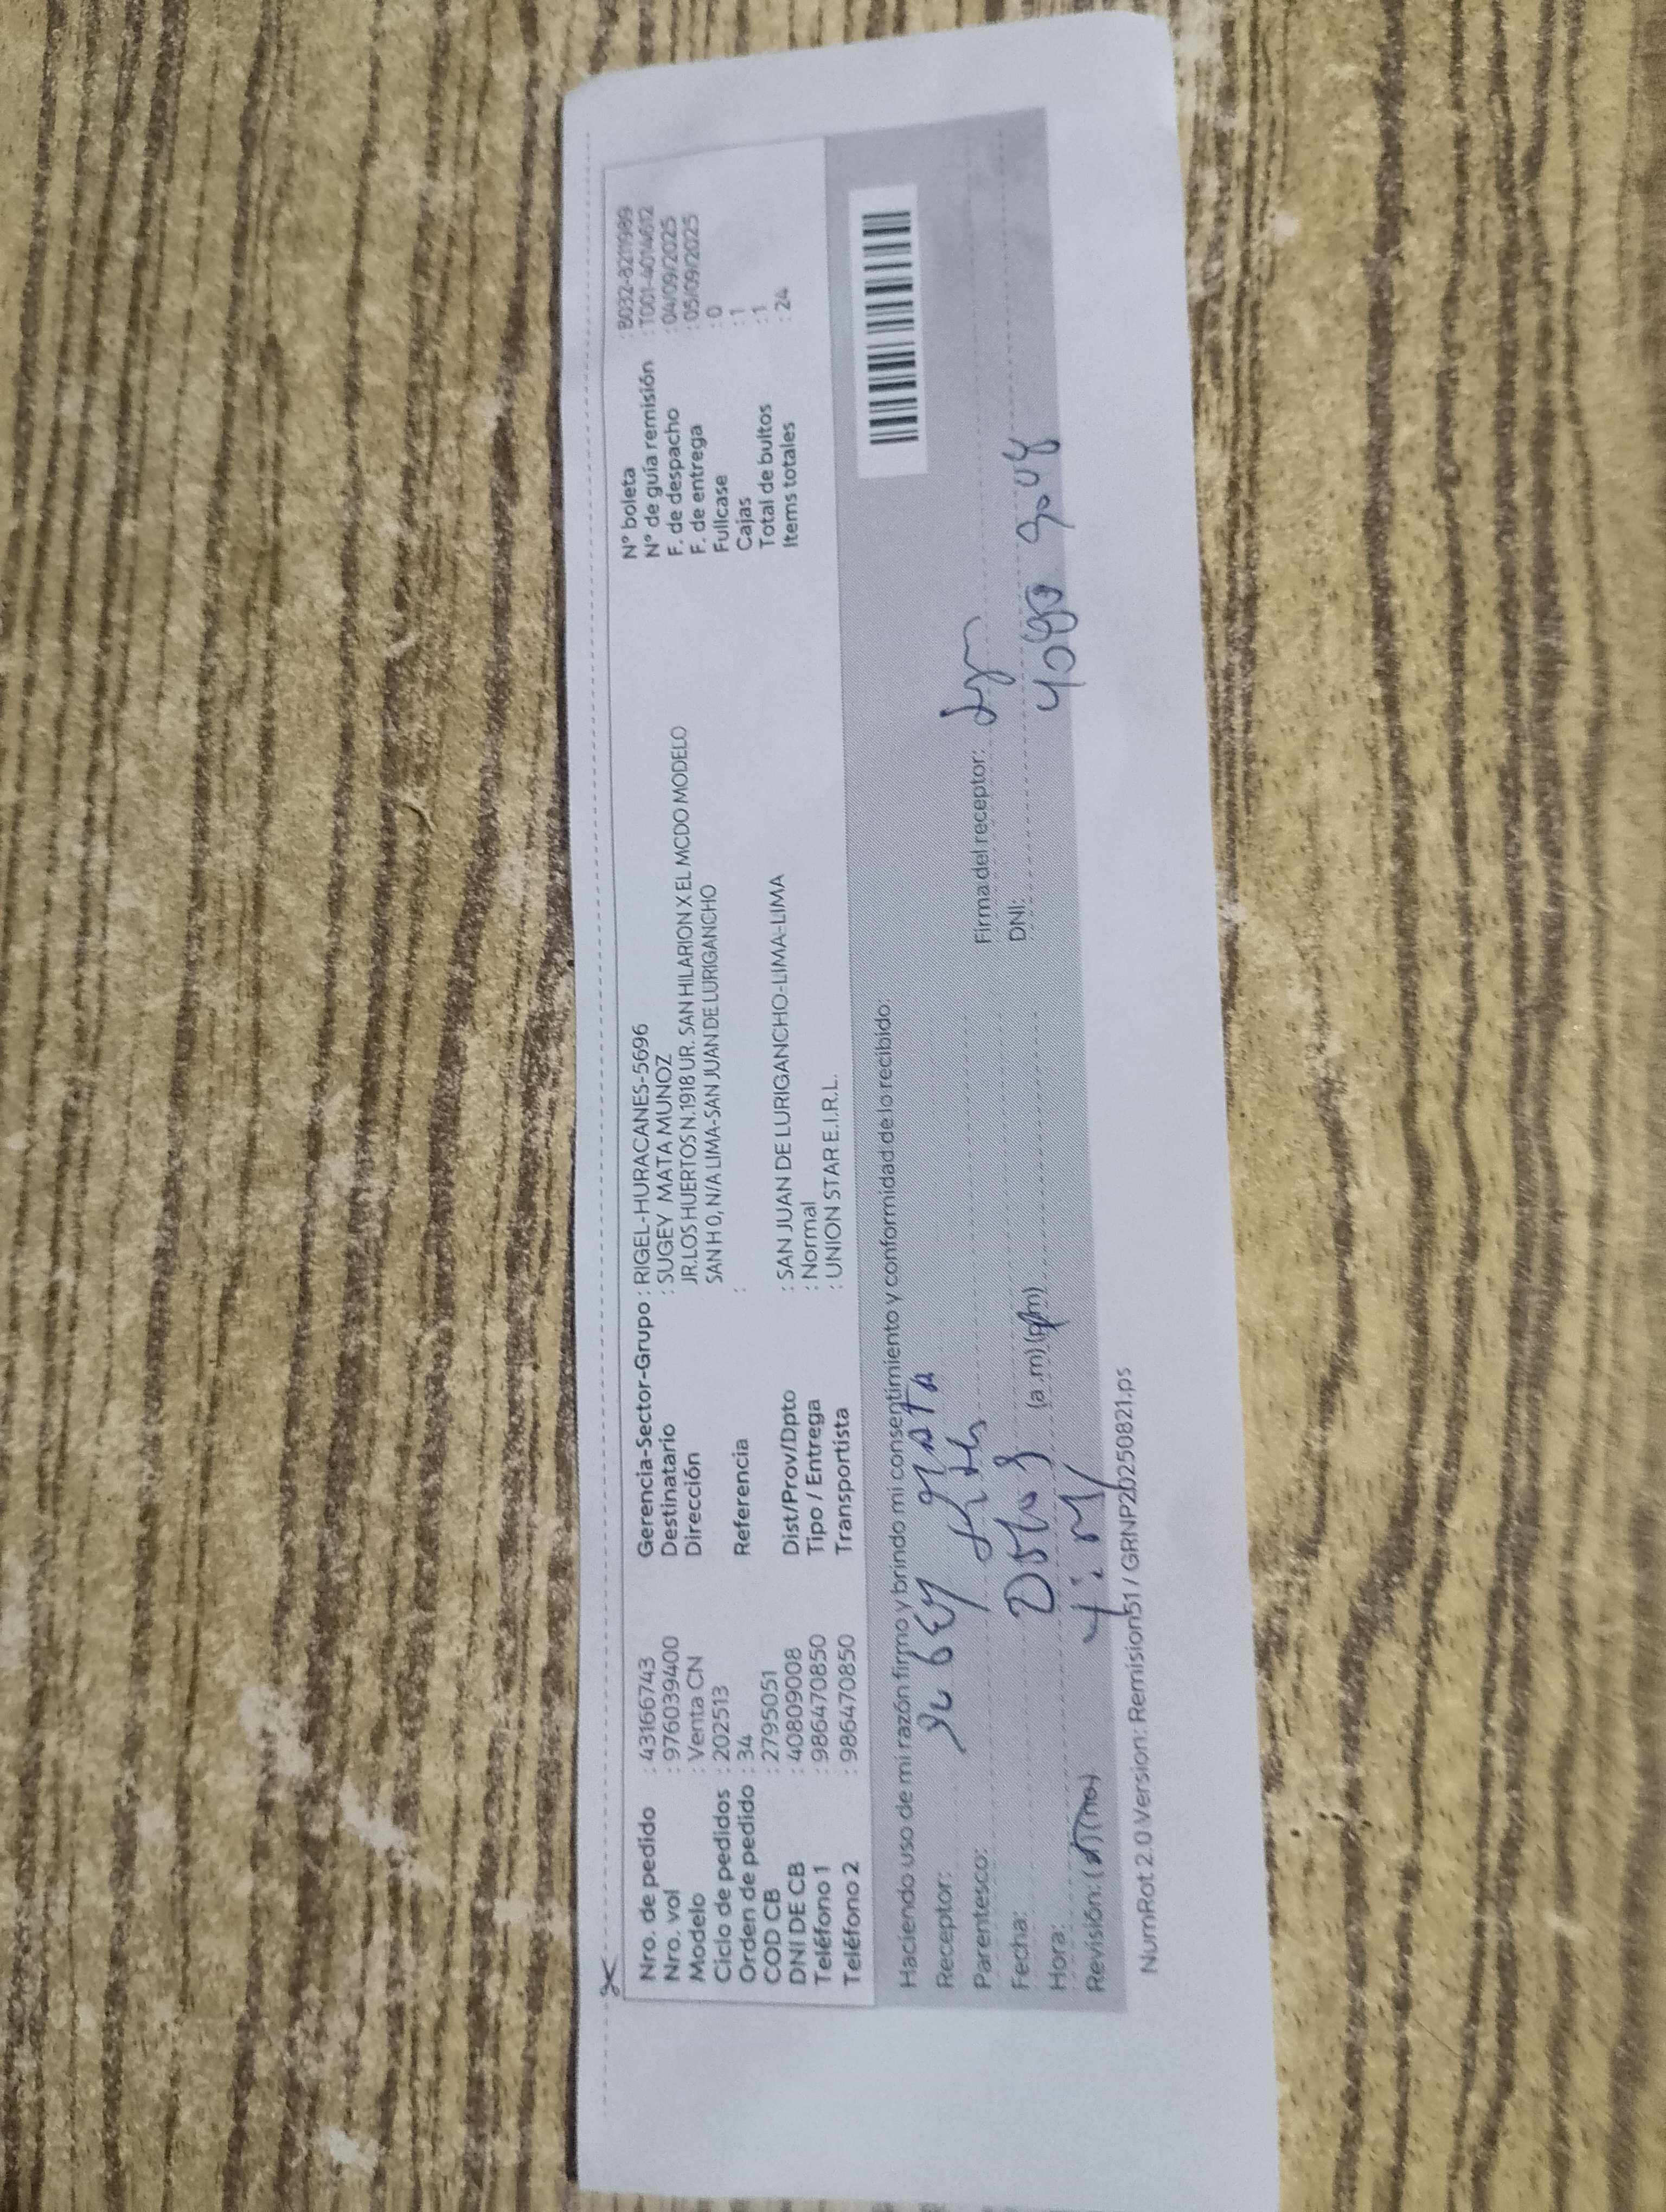 Nro. de pedido : 43166743
Nro. vol : 976039400
Modelo : Venta CN
Ciclo de pedidos : 202513
Orden de pedido : 34
COD CB : 2795051
DNI DE CB : 40809008
Teléfono 1 : 986470850
Teléfono 2 : 986470850
Gerencia-Sector-Grupo : RIGEL-HURACANES-5696
Destinatario : SUGEY MATA MUNOZ
Dirección JR.LOS HUERTOS N.1918 UR. SAN HILARION X EL MCDO MODELO
SAN H 0, N/A LIMA-SAN JUAN DE LURIGANCHO
Referencia :
Dist/Prov/Dpto : SAN JUAN DE LURIGANCHO-LIMA-LIMA
Tipo / Entrega : Normal
Transportista : UNION STAR E.I.R.L.
N° boleta : B032-8211989
N° de guía remisión : T001-40114612
F. de despacho : 04/09/2025
F. de entrega : 05/09/2025
Fullcase : 0
Cajas : 1
Total de bultos : 1
Items totales : 24
Haciendo uso de mi razón firmo y brindo mi consentimiento y conformidad de lo recibido:
Receptor: SUGEY MATA
Parentesco:
Fecha:
Hora: (a.m) (p.m)
Revisión: (
Firma del receptor:
DNI:
NumRot 2.0 Version: Remision51 / GRNP20250821.ps